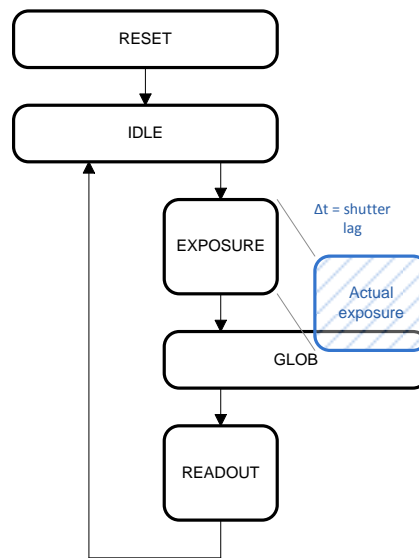 RESET
IDLE
Δt = shutter
lag
EXPOSURE
Actual
exposure
GLOB
READOUT